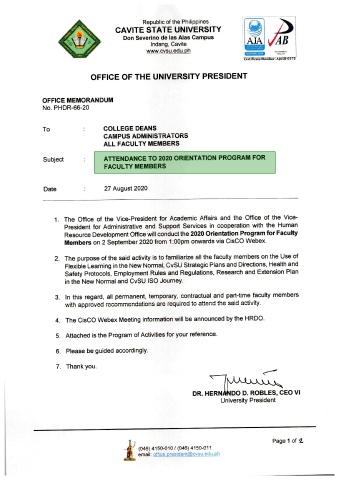 Republic of the Philippines
CAVITE STATE UNIVERSITY
Don Severino de las Alas Campus
Indang, Cavite
www.cvsu.edu.ph
AJA
PAB
OFFICE OF THE UNIVERSITY PRESIDENT
OFFICE MEMORANDUM
No. PHDR-66-20
To : COLLEGE DEANS
CAMPUS ADMINISTRATORS
ALL FACULTY MEMBERS
Subject : ATTENDANCE TO 2020 ORIENTATION PROGRAM FOR
FACULTY MEMBERS
Date : 27 August 2020
1. The Office of the Vice-President for Academic Affairs and the Office of the Vice-
President for Administrative and Support Services in cooperation with the Human
Resource Development Office will conduct the 2020 Orientation Program for Faculty
Members on 2 September 2020 from 1:00pm onwards via CisCO Webex.
2. The purpose of the said activity is to familiarize all the faculty members on the Use of
Flexible Learning in the New Normal, CvSU Strategic Plans and Directions, Health and
Safety Protocols, Employment Rules and Regulations, Research and Extension Plan
in the New Normal and CvSU ISO Journey.
3. In this regard, all permanent, temporary, contractual and part-time faculty members
with approved recommendations are required to attend the said activity.
4. The CisCO Webex Meeting information will be announced by the HRDO.
5. Attached is the Program of Activities for your reference.
6. Please be guided accordingly.
7. Thank you.
DR. HERNANDO D. ROBLES, CEO VI
University President
Page 1 of 2
(046) 4150-010 / (046) 4150-011
email: office.president@cvsu.edu.ph